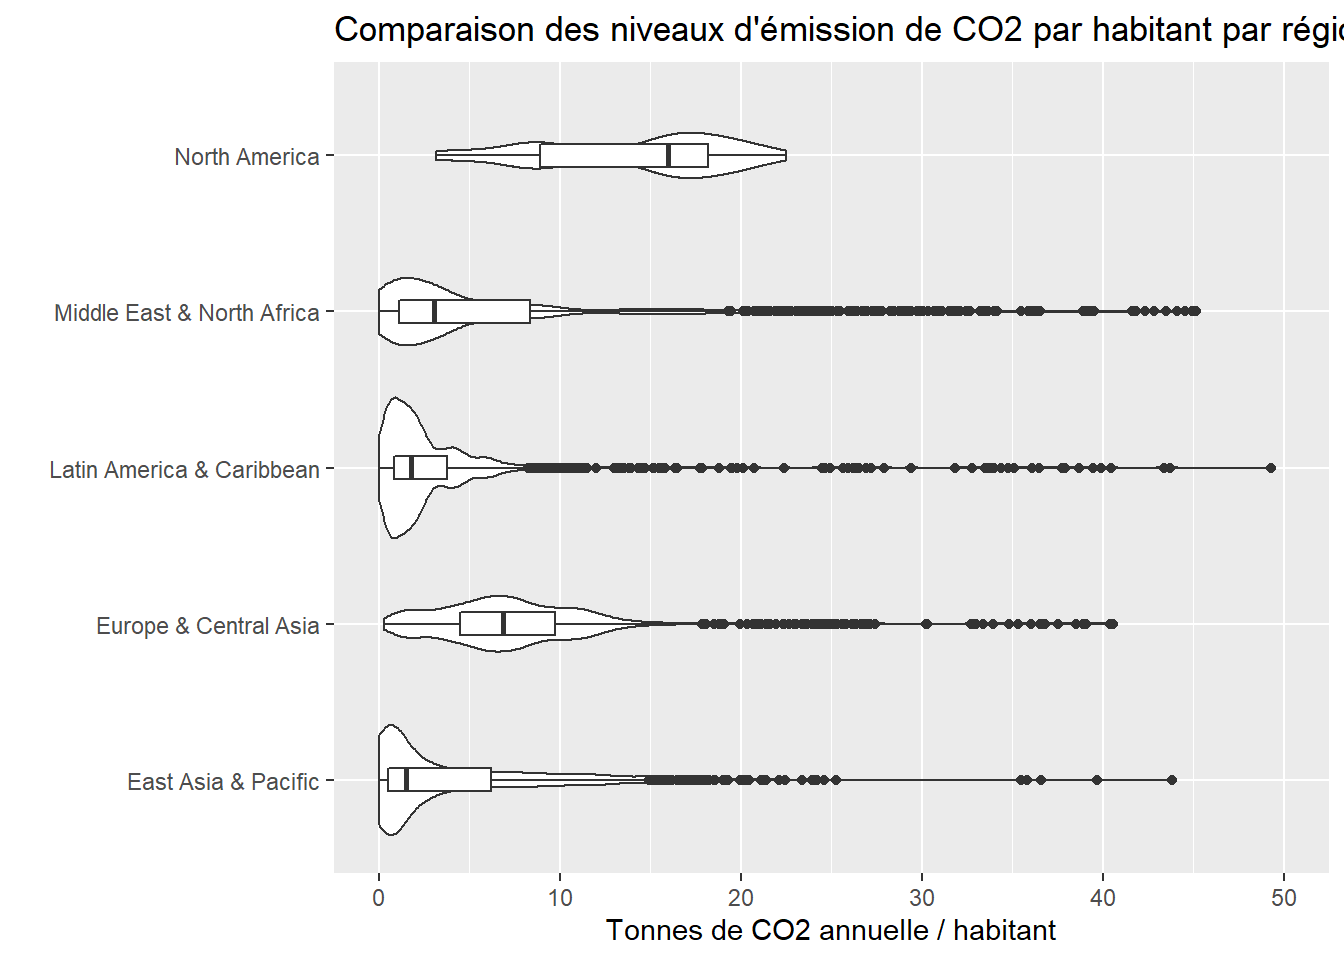 Comparaison des niveaux d'émission de CO2 par habitant par
North America
Middle East & North Africa
Latin America & Caribbean
Europe & Central Asia
East Asia & Pacific
0 10 20 30 40 50
Tonnes de CO2 annuelle / habitant